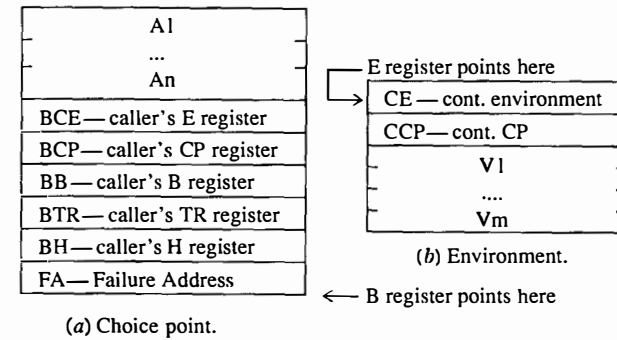 A1
...
An
BCE — caller's E register
BCP — caller's CP register
BB — caller's B register
BTR — caller's TR register
BH — caller's H register
FA — Failure Address
(a) Choice point.
E register points here
CE — cont. environment
CCP — cont. CP
V1
....
Vm
(b) Environment.
B register points here